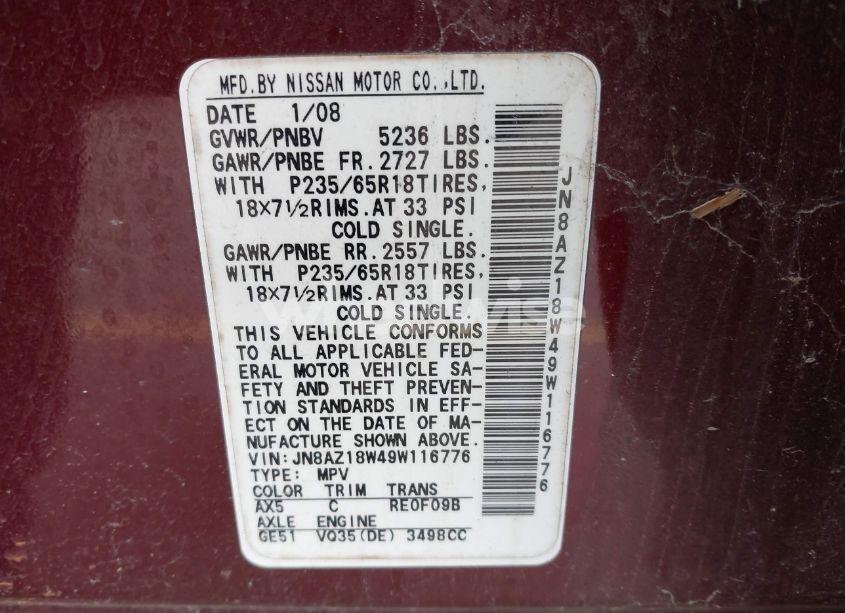 MFD.BY NISSAN MOTOR CO.,LTD.
DATE 1/08
GVWR/PNBV 5236 LBS.
GAWR/PNBE FR.2727 LBS.
WITH P235/65R18TIRES,
18X7½RIMS.AT 33 PSI
COLD SINGLE.
GAWR/PNBE RR.2557 LBS.
WITH P235/65R18TIRES,
18X7½RIMS.AT 33 PSI
COLD SINGLE.
THIS VEHICLE CONFORMS
TO ALL APPLICABLE FED-
ERAL MOTOR VEHICLE SA-
FETY AND THEFT PREVEN-
TION STANDARDS IN EFF-
ECT ON THE DATE OF MA-
NUFACTURE SHOWN ABOVE.
VIN:JN8AZ18W49W116776
TYPE: MPV
COLOR TRIM TRANS
AX5 C RE0F09B
AXLE ENGINE
GE51 VQ35(DE) 3498CC
JN8AZ18W49W116776